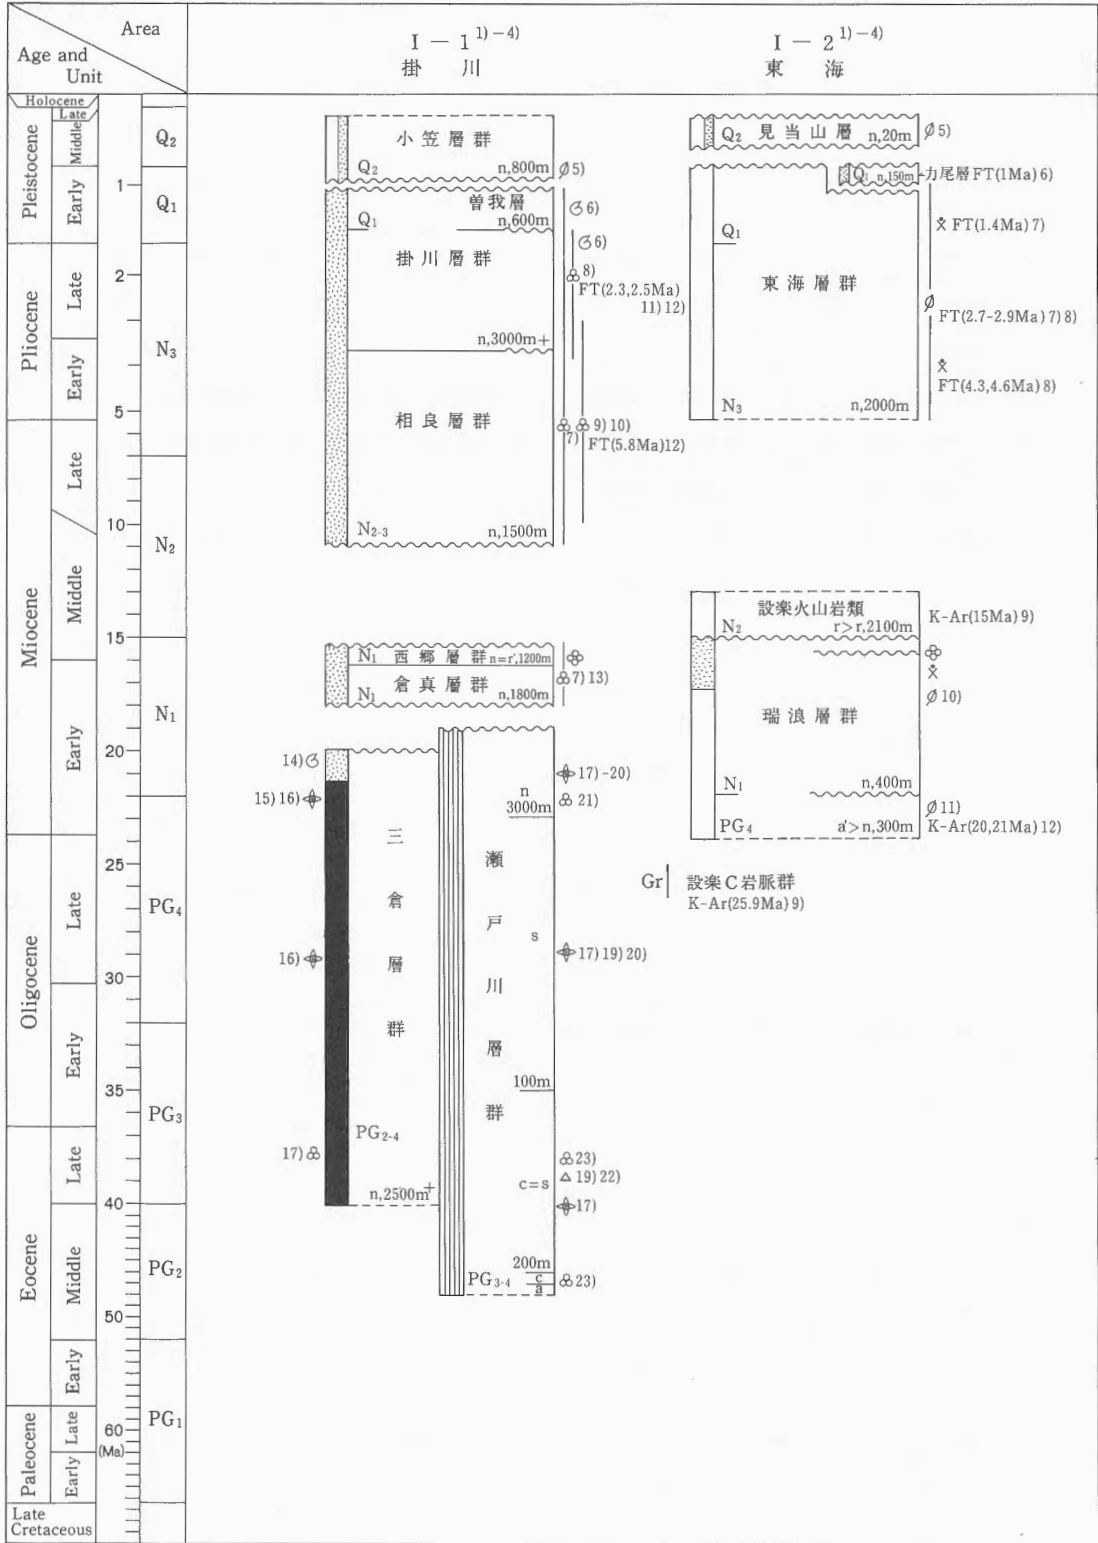 Area
Age and
Unit
I － 1 1)-4)
掛　川
I － 2 1)-4)
東　海
Holocene
Late
Middle
Early
Pleistocene
Late
Early
Pliocene
Late
Middle
Early
Miocene
Late
Early
Oligocene
Late
Middle
Early
Eocene
Late
Early
Paleocene
Late
Cretaceous
1
2
5
10
15
20
25
30
35
40
50
60
(Ma)
Q2
Q1
N3
N2
N1
PG4
PG3
PG2
PG1
小笠層群
Q2 n,800m 5)
曽我層
Q1 n,600m 6)
掛川層群 6)
8)
FT(2.3,2.5Ma)
11)12)
n,3000m+
相良層群 7) 9)10)
FT(5.8Ma)12)
N2-3 n,1500m
N1 西郷層群 n=r',1200m
倉真層群 7)13)
N1 n,1800m
14)
15)16)
16)
17)
三倉層群
PG2-4
n,2500m+
n
3000m
瀬戸川層群
s
100m
c=s
200m
PG3-4 c
a
17)-20)
21)
17)19)20)
23)
△ 19)22)
17)
23)
Q2 見当山層 n,20m 5)
Q1 n,150m 力尾層FT(1Ma)6)
FT(1.4Ma)7)
Q1
東海層群
FT(2.7-2.9Ma)7)8)
FT(4.3,4.6Ma)8)
N3 n,2000m
設楽火山岩類
N2 r>r,2100m K-Ar(15Ma)9)
10)
瑞浪層群
N1 n,400m
11)
PG4 a'>n,300m K-Ar(20,21Ma)12)
Gr 設楽C岩脈群
K-Ar(25.9Ma)9)